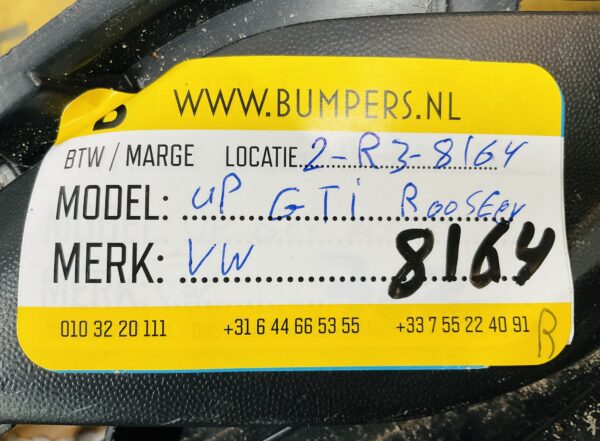 WWW.BUMPERS.NL
BTW / MARGE LOCATIE 2-R3-8164
MODEL: UP GTi ROOSEER
MERK: VW 8164
010 32 20 111 +31 6 44 66 53 55 +33 7 55 22 40 91 B